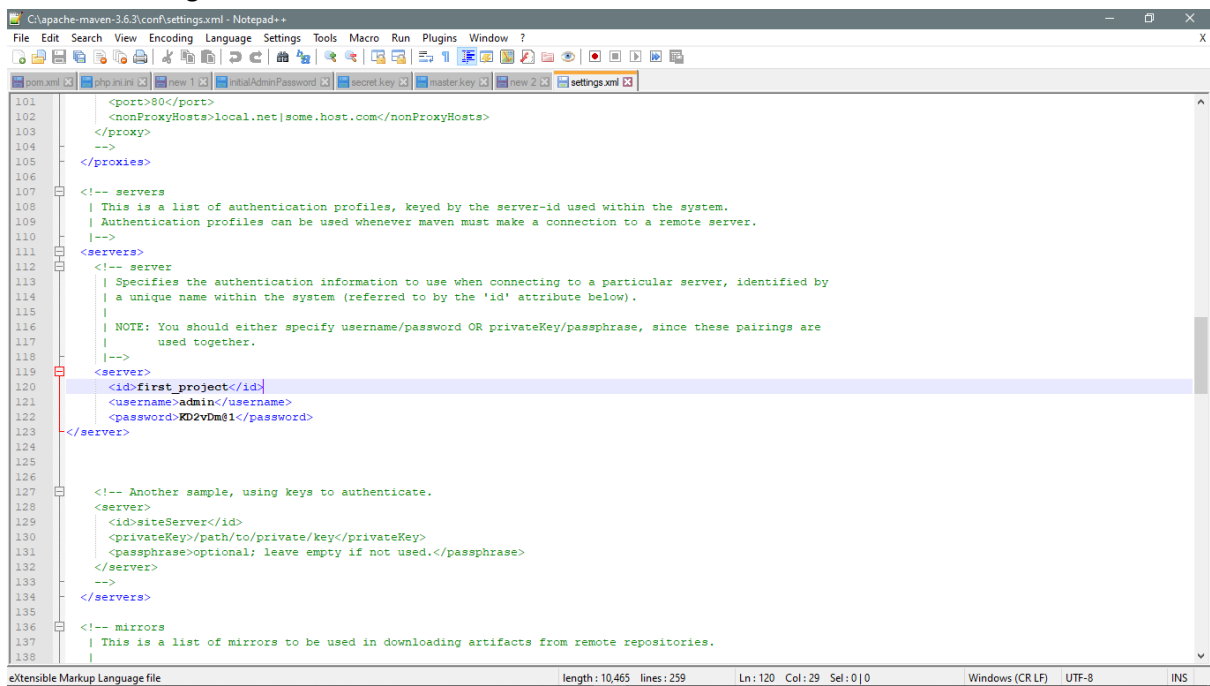 C:\apache-maven-3.6.3\conf\settings.xml - Notepad++
File Edit Search View Encoding Language Settings Tools Macro Run Plugins Window ? X
pom.xml php.ini.ini new 1 initialAdminPassword secret.key master.key new 2 settings.xml
101 <port>80</port>
102 <nonProxyHosts>local.net|some.host.com</nonProxyHosts>
103 </proxy>
104 -->
105 </proxies>
106
107 <!-- servers
108 | This is a list of authentication profiles, keyed by the server-id used within the system.
109 | Authentication profiles can be used whenever maven must make a connection to a remote server.
110 |-->
111 <servers>
112 <!-- server
113 | Specifies the authentication information to use when connecting to a particular server, identified by
114 | a unique name within the system (referred to by the 'id' attribute below).
115 |
116 | NOTE: You should either specify username/password OR privateKey/passphrase, since these pairings are
117 | used together.
118 |-->
119 <server>
120 <id>first_project</id>
121 <username>admin</username>
122 <password>KD2vDm@1</password>
123 </server>
124
125
126
127 <!-- Another sample, using keys to authenticate.
128 <server>
129 <id>siteServer</id>
130 <privateKey>/path/to/private/key</privateKey>
131 <passphrase>optional; leave empty if not used.</passphrase>
132 </server>
133 -->
134 </servers>
135
136 <!-- mirrors
137 | This is a list of mirrors to be used in downloading artifacts from remote repositories.
138 |
eXtensible Markup Language file length : 10,465 lines : 259 Ln : 120 Col : 29 Sel : 0 | 0 Windows (CR LF) UTF-8 INS